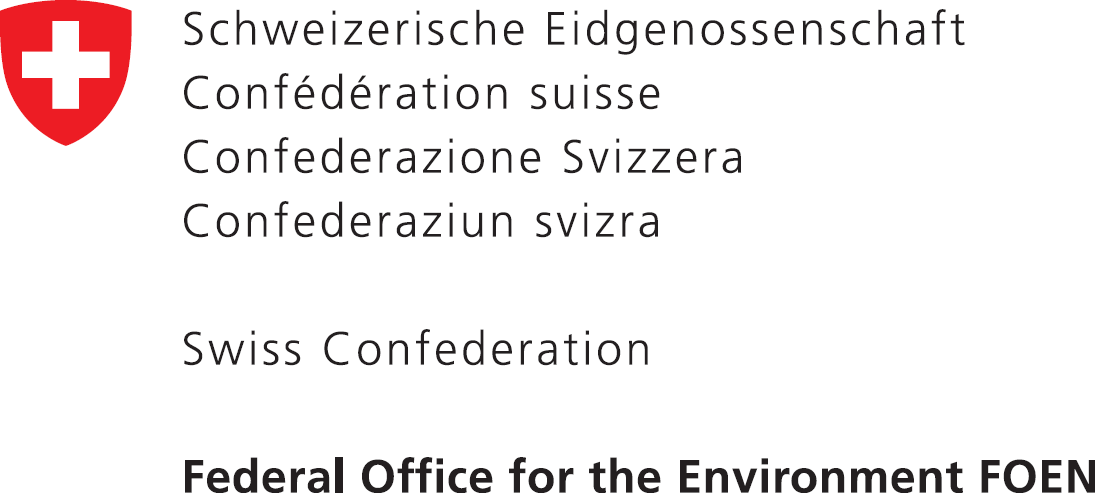 Schweizerische Eidgenossenschaft
Confédération suisse
Confederazione Svizzera
Confederaziun svizra
Swiss Confederation
Federal Office for the Environment FOEN